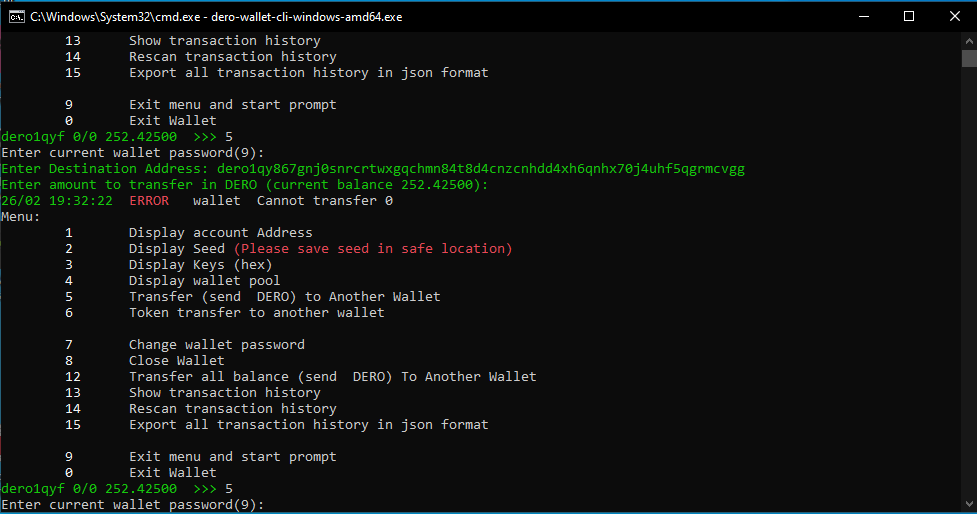 C:\Windows\System32\cmd.exe - dero-wallet-cli-windows-amd64.exe
13 Show transaction history
14 Rescan transaction history
15 Export all transaction history in json format
9 Exit menu and start prompt
0 Exit Wallet
dero1qyf 0/0 252.42500 >>> 5
Enter current wallet password(9):
Enter Destination Address: dero1qy867gnj0snrcrtwxgqchmn84t8d4cnzcnhdd4xh6qnhx70j4uhf5qgrmcvgg
Enter amount to transfer in DERO (current balance 252.42500):
26/02 19:32:22 ERROR wallet Cannot transfer 0
Menu:
1 Display account Address
2 Display Seed (Please save seed in safe location)
3 Display Keys (hex)
4 Display wallet pool
5 Transfer (send DERO) to Another Wallet
6 Token transfer to another wallet
7 Change wallet password
8 Close Wallet
12 Transfer all balance (send DERO) To Another Wallet
13 Show transaction history
14 Rescan transaction history
15 Export all transaction history in json format
9 Exit menu and start prompt
0 Exit Wallet
dero1qyf 0/0 252.42500 >>> 5
Enter current wallet password(9):